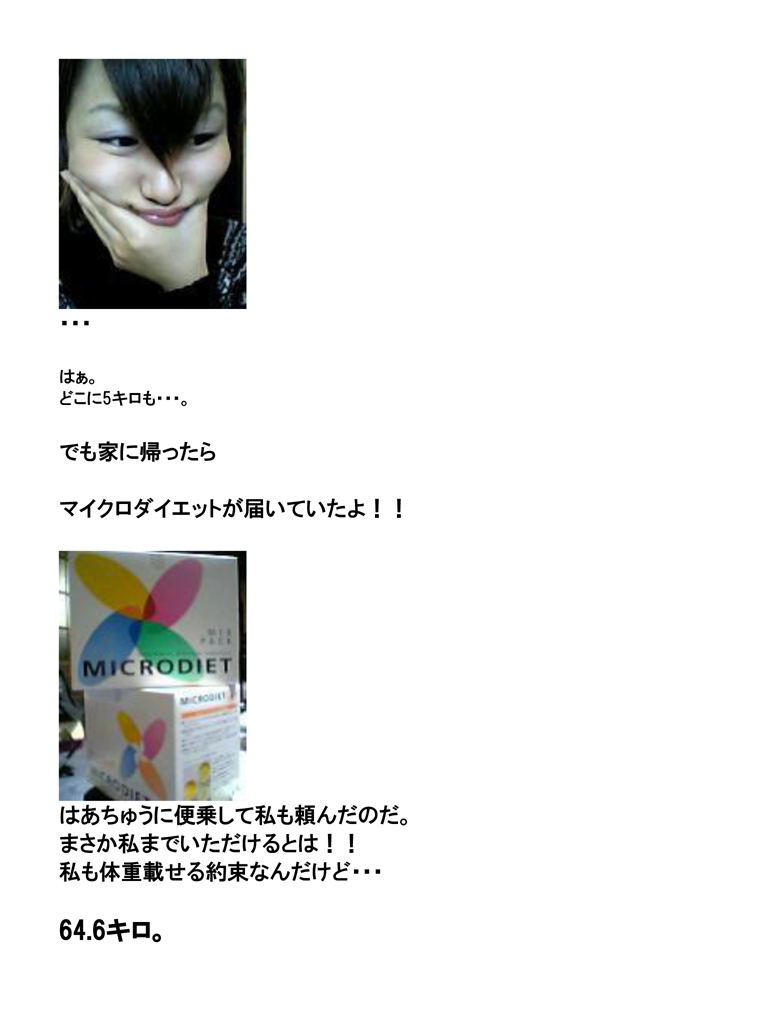 ・・・
はぁ。
どこに5キロも・・・。
でも家に帰ったら
マイクロダイエットが届いていたよ！！
MIX
PACK
MICRODIET
MICRODIET
MICRODIET
はあちゅうに便乗して私も頼んだのだ。
まさか私までいただけるとは！！
私も体重載せる約束なんだけど・・・
64.6キロ。